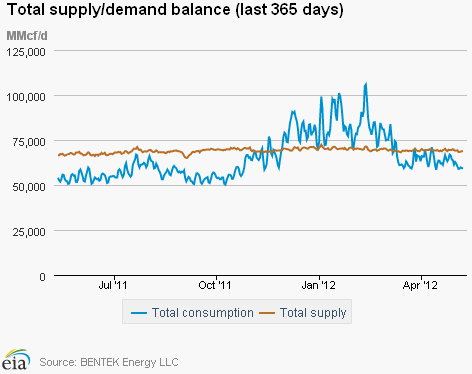 Total supply/demand balance (last 365 days)
MMcf/d
125,000
100,000
75,000
50,000
25,000
0
Jul '11 Oct '11 Jan '12 Apr '12
Total consumption Total supply
eia Source: BENTEK Energy LLC